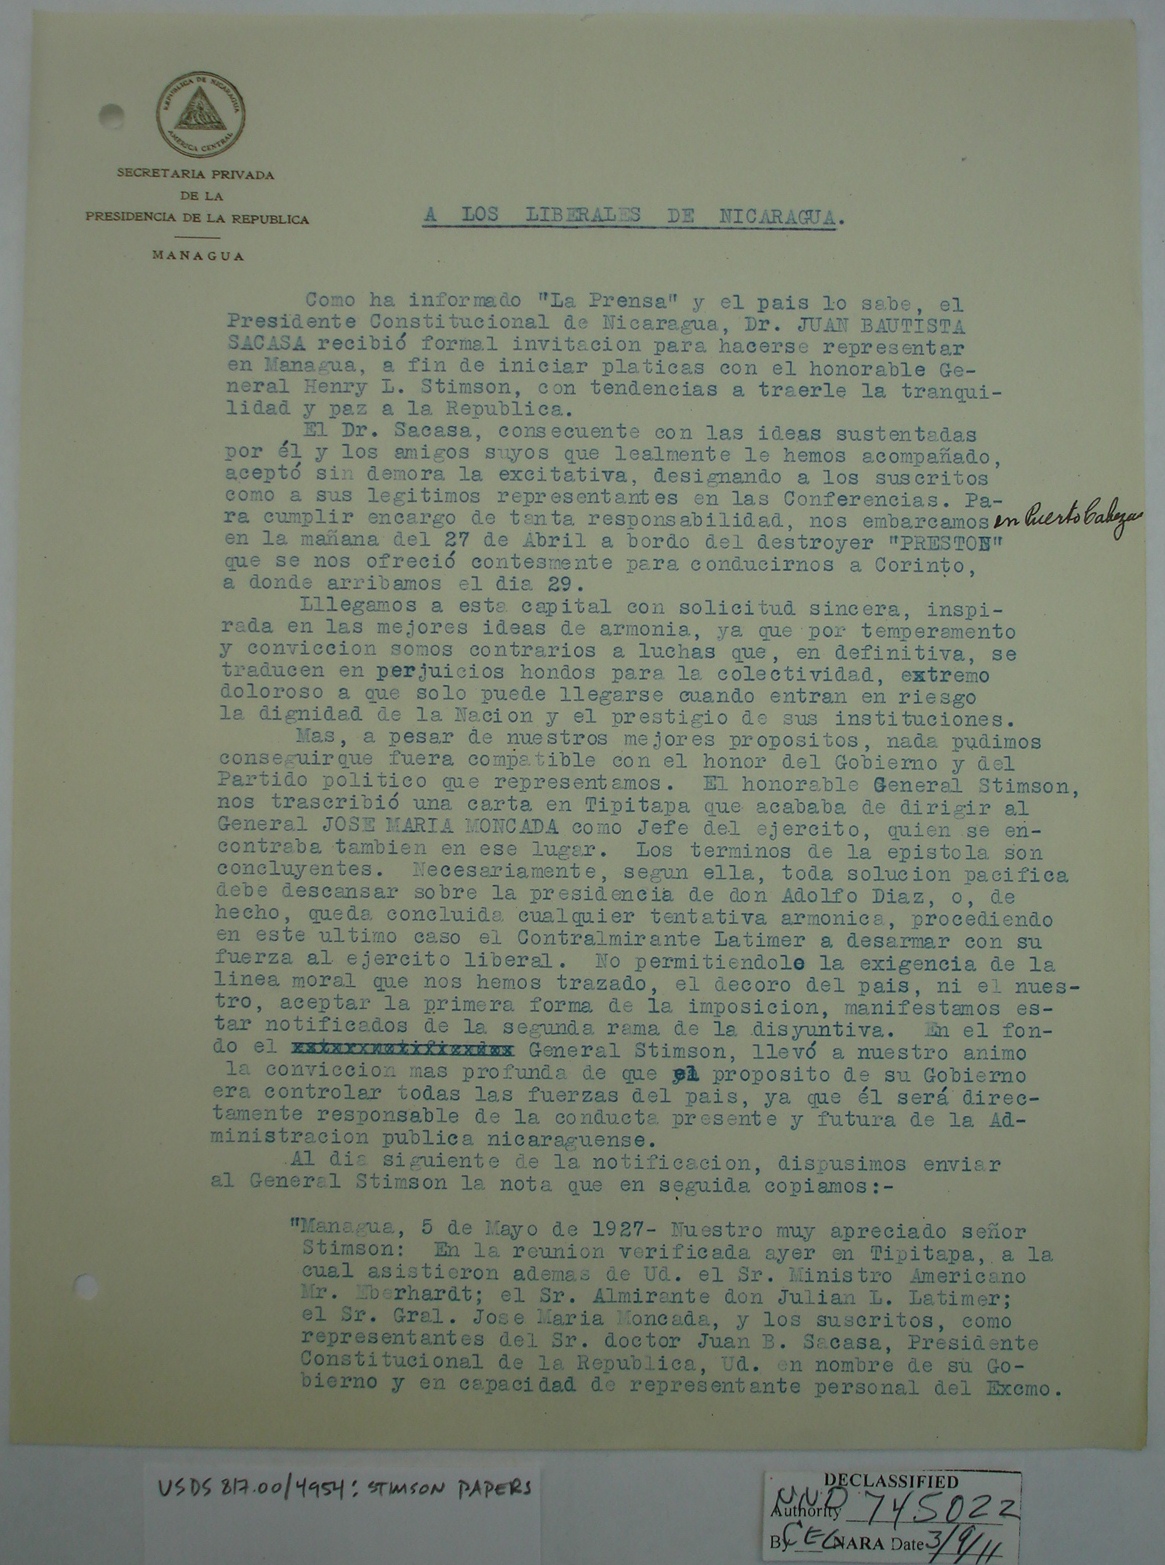 REPUBLICA DE NICARAGUA
AMERICA CENTRAL
SECRETARIA PRIVADA
DE LA
PRESIDENCIA DE LA REPUBLICA
MANAGUA
A LOS LIBERALES DE NICARAGUA.
Como ha informado "La Prensa" y el pais lo sabe, el
Presidente Constitucional de Nicaragua, Dr. JUAN BAUTISTA
SACASA recibió formal invitacion para hacerse representar
en Managua, a fin de iniciar platicas con el honorable Ge-
neral Henry L. Stimson, con tendencias a traerle la tranqui-
lidad y paz a la Republica.
El Dr. Sacasa, consecuente con las ideas sustentadas
por él y los amigos suyos que lealmente le hemos acompañado,
aceptó sin demora la excitativa, designando a los suscritos
como a sus legitimos representantes en las Conferencias. Pa-
ra cumplir encargo de tanta responsabilidad, nos embarcamos en Puerto Cabezas
en la mañana del 27 de Abril a bordo del destroyer "PRESTON"
que se nos ofreció contesmente para conducirnos a Corinto,
a donde arribamos el dia 29.
Lllegamos a esta capital con solicitud sincera, inspi-
rada en las mejores ideas de armonia, ya que por temperamento
y conviccion somos contrarios a luchas que, en definitiva, se
traducen en perjuicios hondos para la colectividad, extremo
doloroso a que solo puede llegarse cuando entran en riesgo
la dignidad de la Nacion y el prestigio de sus instituciones.
Mas, a pesar de nuestros mejores propositos, nada pudimos
conseguirque fuera compatible con el honor del Gobierno y del
Partido politico que representamos. El honorable General Stimson,
nos trascribió una carta en Tipitapa que acababa de dirigir al
General JOSE MARIA MONCADA como Jefe del ejercito, quien se en-
contraba tambien en ese lugar. Los terminos de la epistola son
concluyentes. Necesariamente, segun ella, toda solucion pacifica
debe descansar sobre la presidencia de don Adolfo Diaz, o, de
hecho, queda concluida cualquier tentativa armonica, procediendo
en este ultimo caso el Contralmirante Latimer a desarmar con su
fuerza al ejercito liberal. No permitiendole la exigencia de la
linea moral que nos hemos trazado, el decoro del pais, ni el nues-
tro, aceptar la primera forma de la imposicion, manifestamos es-
tar notificados de la segunda rama de la disyuntiva. En el fon-
do el General Stimson, llevó a nuestro animo
la conviccion mas profunda de que el proposito de su Gobierno
era controlar todas las fuerzas del pais, ya que él será direc-
tamente responsable de la conducta presente y futura de la Ad-
ministracion publica nicaraguense.
Al dia siguiente de la notificacion, dispusimos enviar
al General Stimson la nota que en seguida copiamos:-
"Managua, 5 de Mayo de 1927- Nuestro muy apreciado señor
Stimson: En la reunion verificada ayer en Tipitapa, a la
cual asistieron ademas de Ud. el Sr. Ministro Americano
Mr. Eberhardt; el Sr. Almirante don Julian L. Latimer;
el Sr. Gral. Jose Maria Moncada, y los suscritos, como
representantes del Sr. doctor Juan B. Sacasa, Presidente
Constitucional de la Republica, Ud. en nombre de su Go-
bierno y en capacidad de representante personal del Excmo.
USDS 817.00/4954: STIMSON PAPERS
DECLASSIFIED
Authority NND 745022
By CEG NARA Date 3/9/11